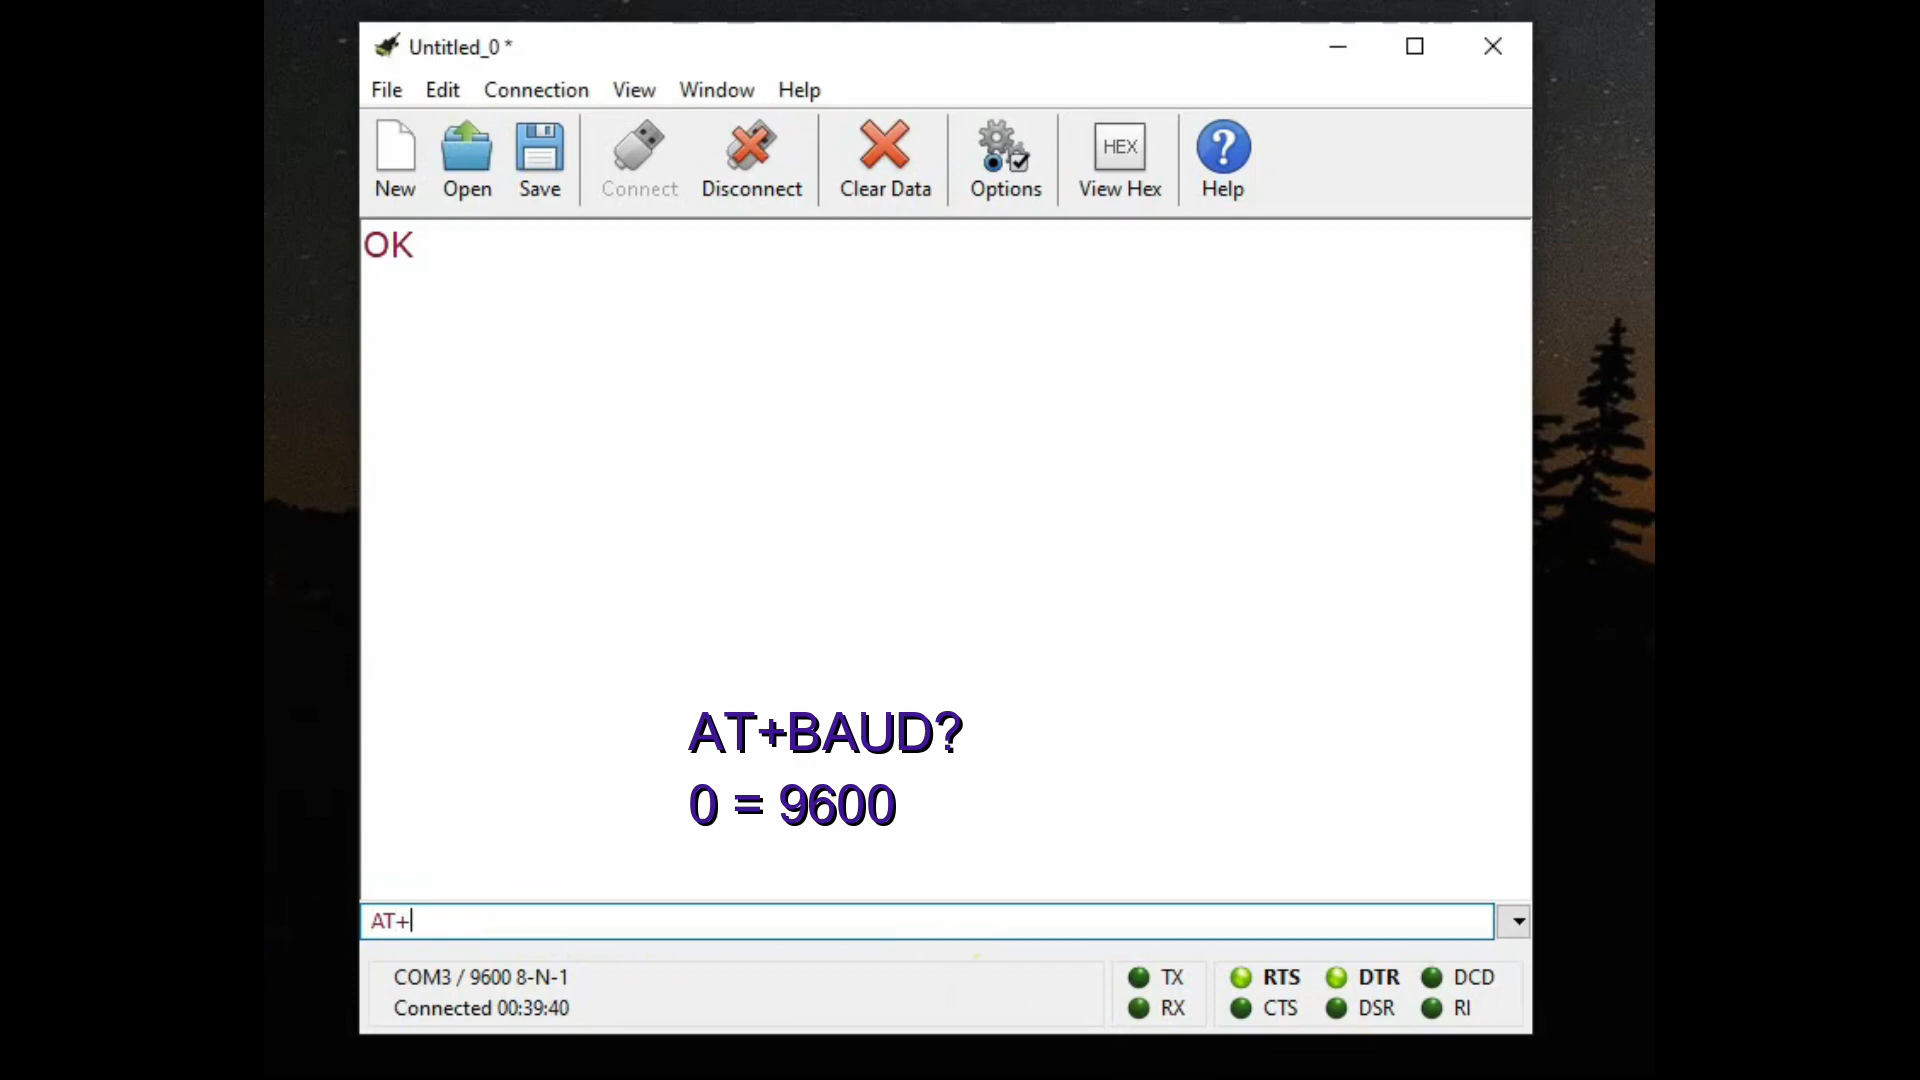 Untitled_0 *
File Edit Connection View Window Help
New Open Save Connect Disconnect Clear Data Options HEX View Hex ? Help
OK
AT+BAUD?
0 = 9600
AT+
COM3 / 9600 8-N-1 TX RTS DTR DCD
Connected 00:39:40 RX CTS DSR RI